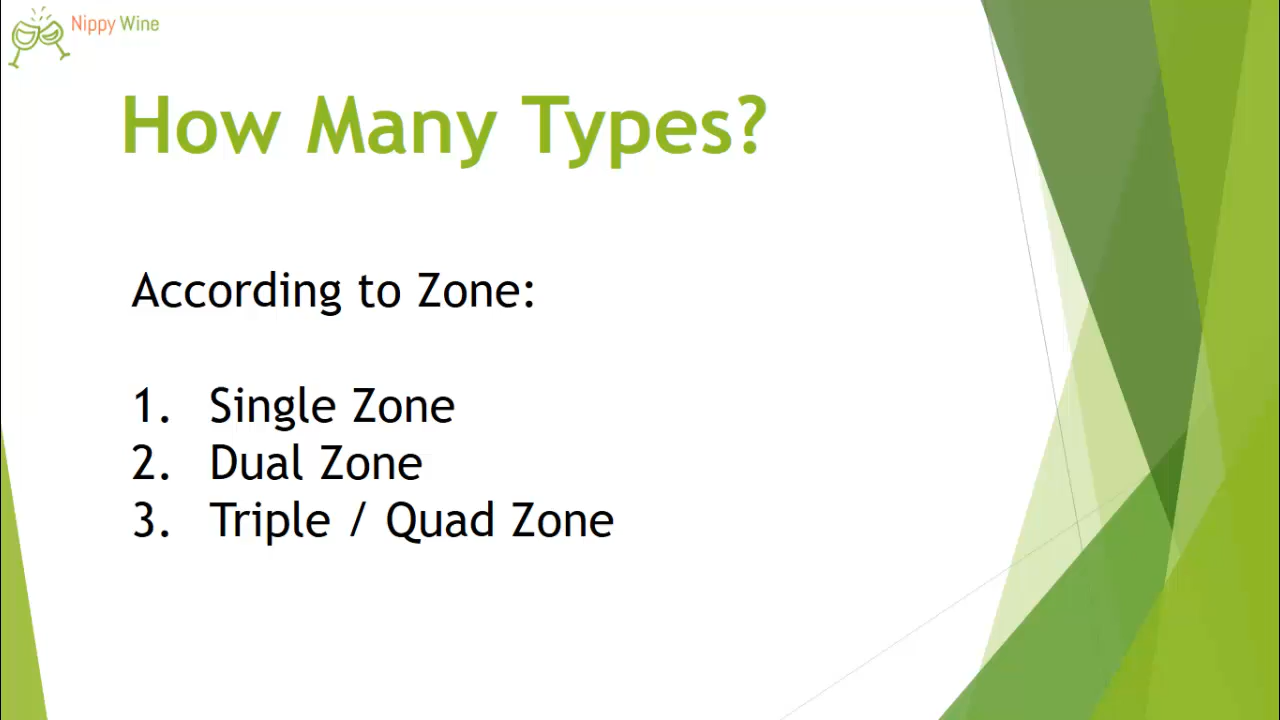 Nippy Wine
How Many Types?
According to Zone:
1. Single Zone
2. Dual Zone
3. Triple / Quad Zone